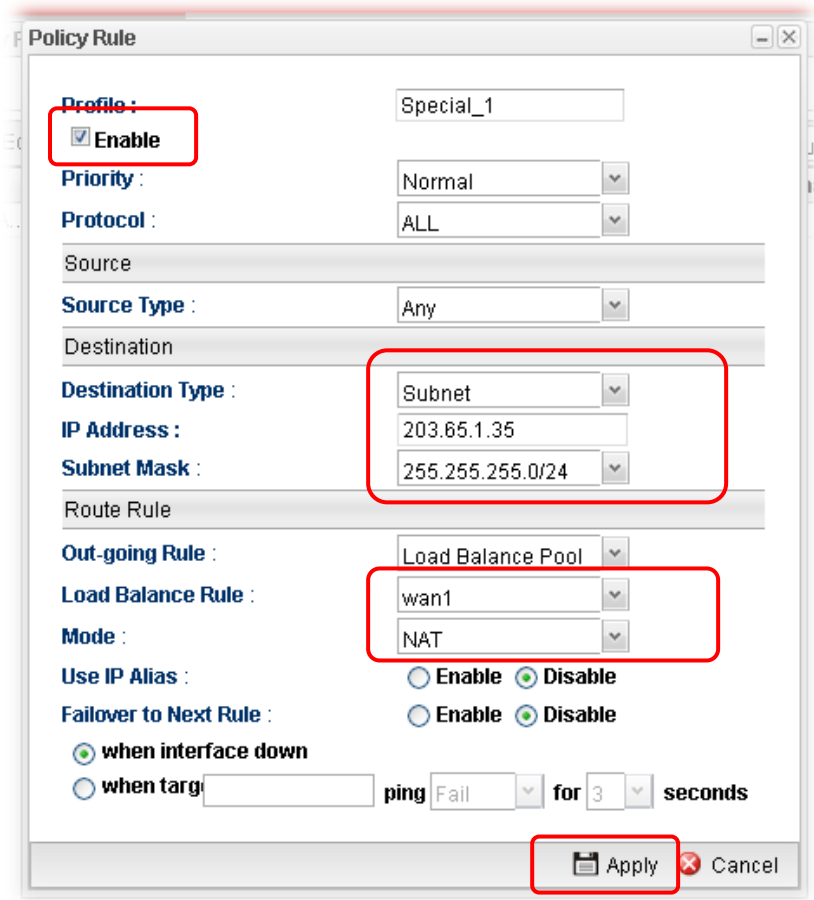 Policy Rule
Profile : Special_1
Enable
Priority : Normal
Protocol : ALL
Source
Source Type : Any
Destination
Destination Type : Subnet
IP Address : 203.65.1.35
Subnet Mask : 255.255.255.0/24
Route Rule
Out-going Rule : Load Balance Pool
Load Balance Rule : wan1
Mode : NAT
Use IP Alias : Enable Disable
Failover to Next Rule : Enable Disable
when interface down
when targ ping Fail for 3 seconds
Apply Cancel